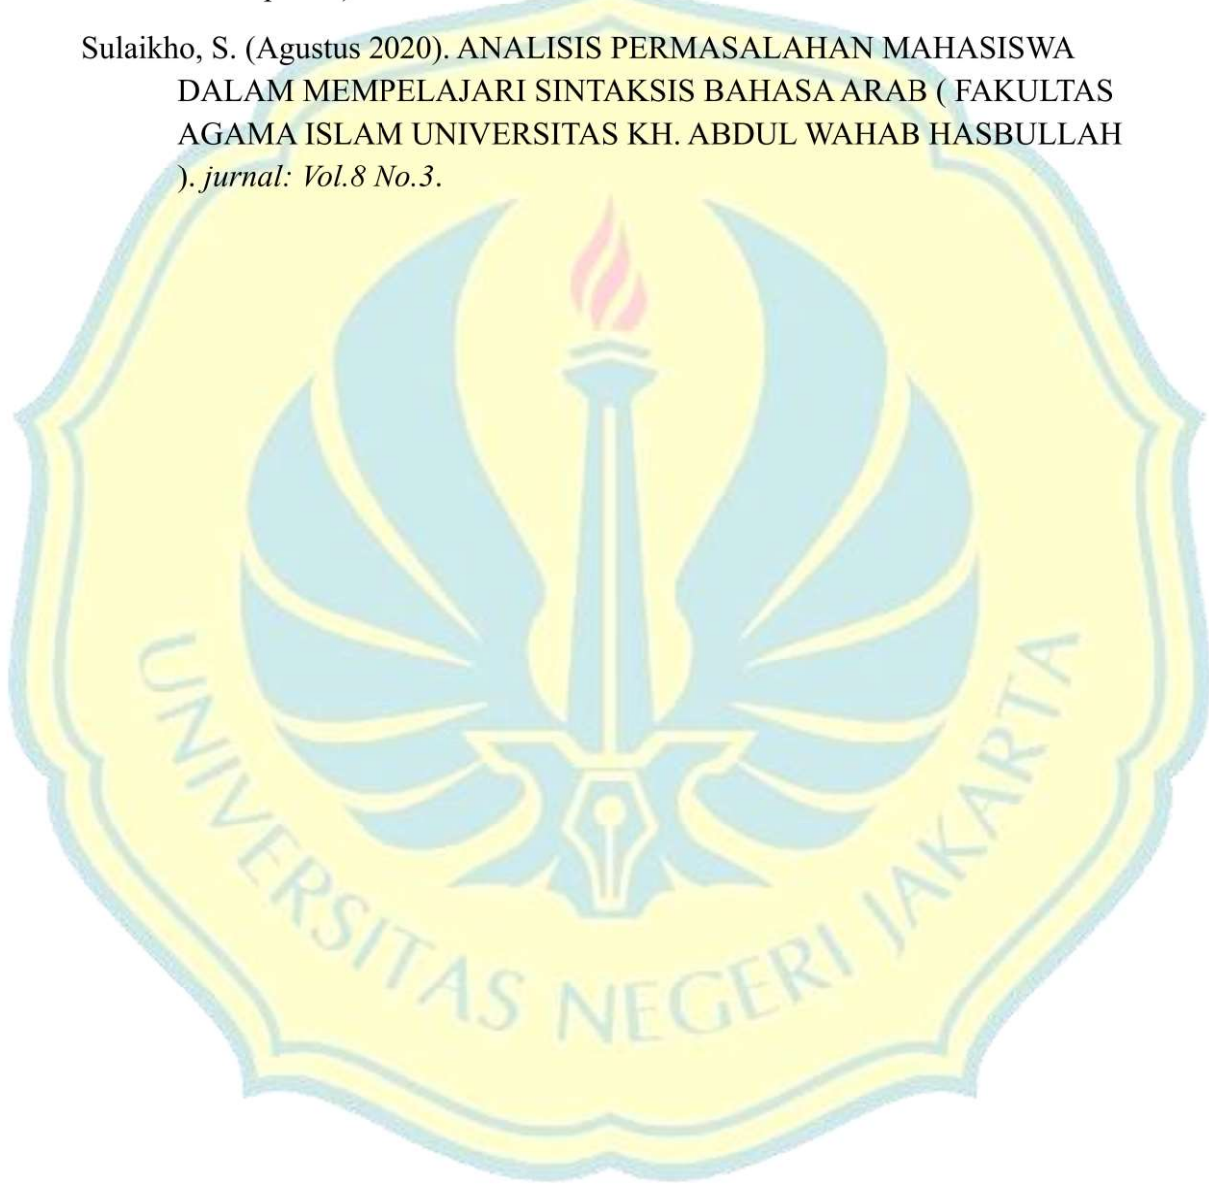 Sulaikho, S. (Agustus 2020). ANALISIS PERMASALAHAN MAHASISWA
DALAM MEMPELAJARI SINTAKSIS BAHASA ARAB ( FAKULTAS
AGAMA ISLAM UNIVERSITAS KH. ABDUL WAHAB HASBULLAH
). jurnal: Vol.8 No.3.
UNIVERSITAS NEGERI JAKARTA